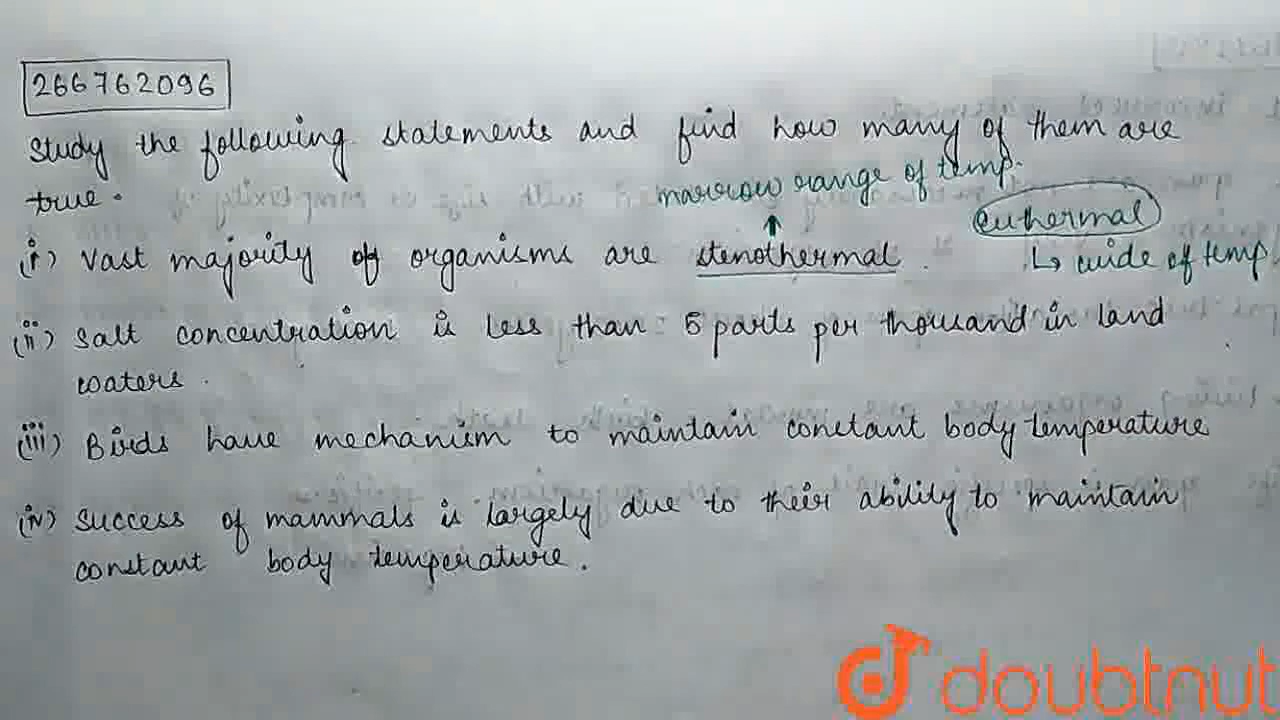 266762096
Study the following statements and find how many of them are
true.
narrow range of temp.
euthermal
↳ wide of temp.
(i) Vast majority of organisms are stenothermal.
(ii) Salt concentration is less than 5 parts per thousand in land
waters.
(iii) Birds have mechanism to maintain constant body temperature
(iv) Success of mammals is largely due to their ability to maintain
constant body temperature.
doubtnut